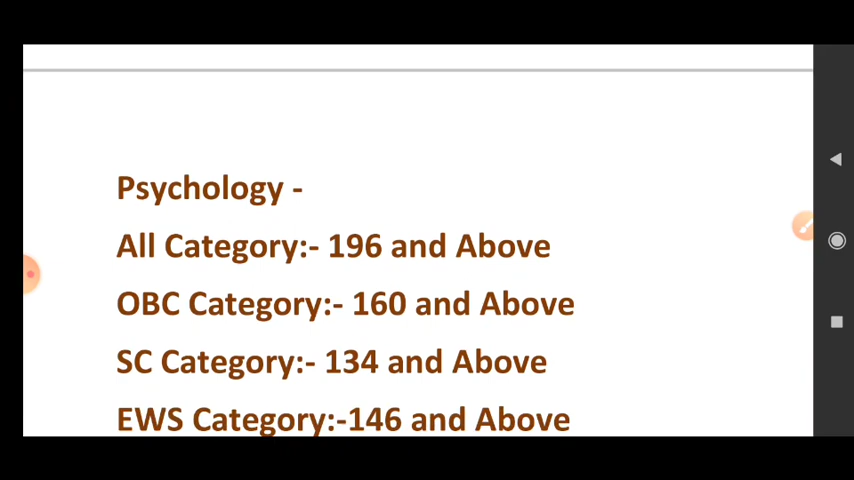 Psychology -
All Category:- 196 and Above
OBC Category:- 160 and Above
SC Category:- 134 and Above
EWS Category:-146 and Above